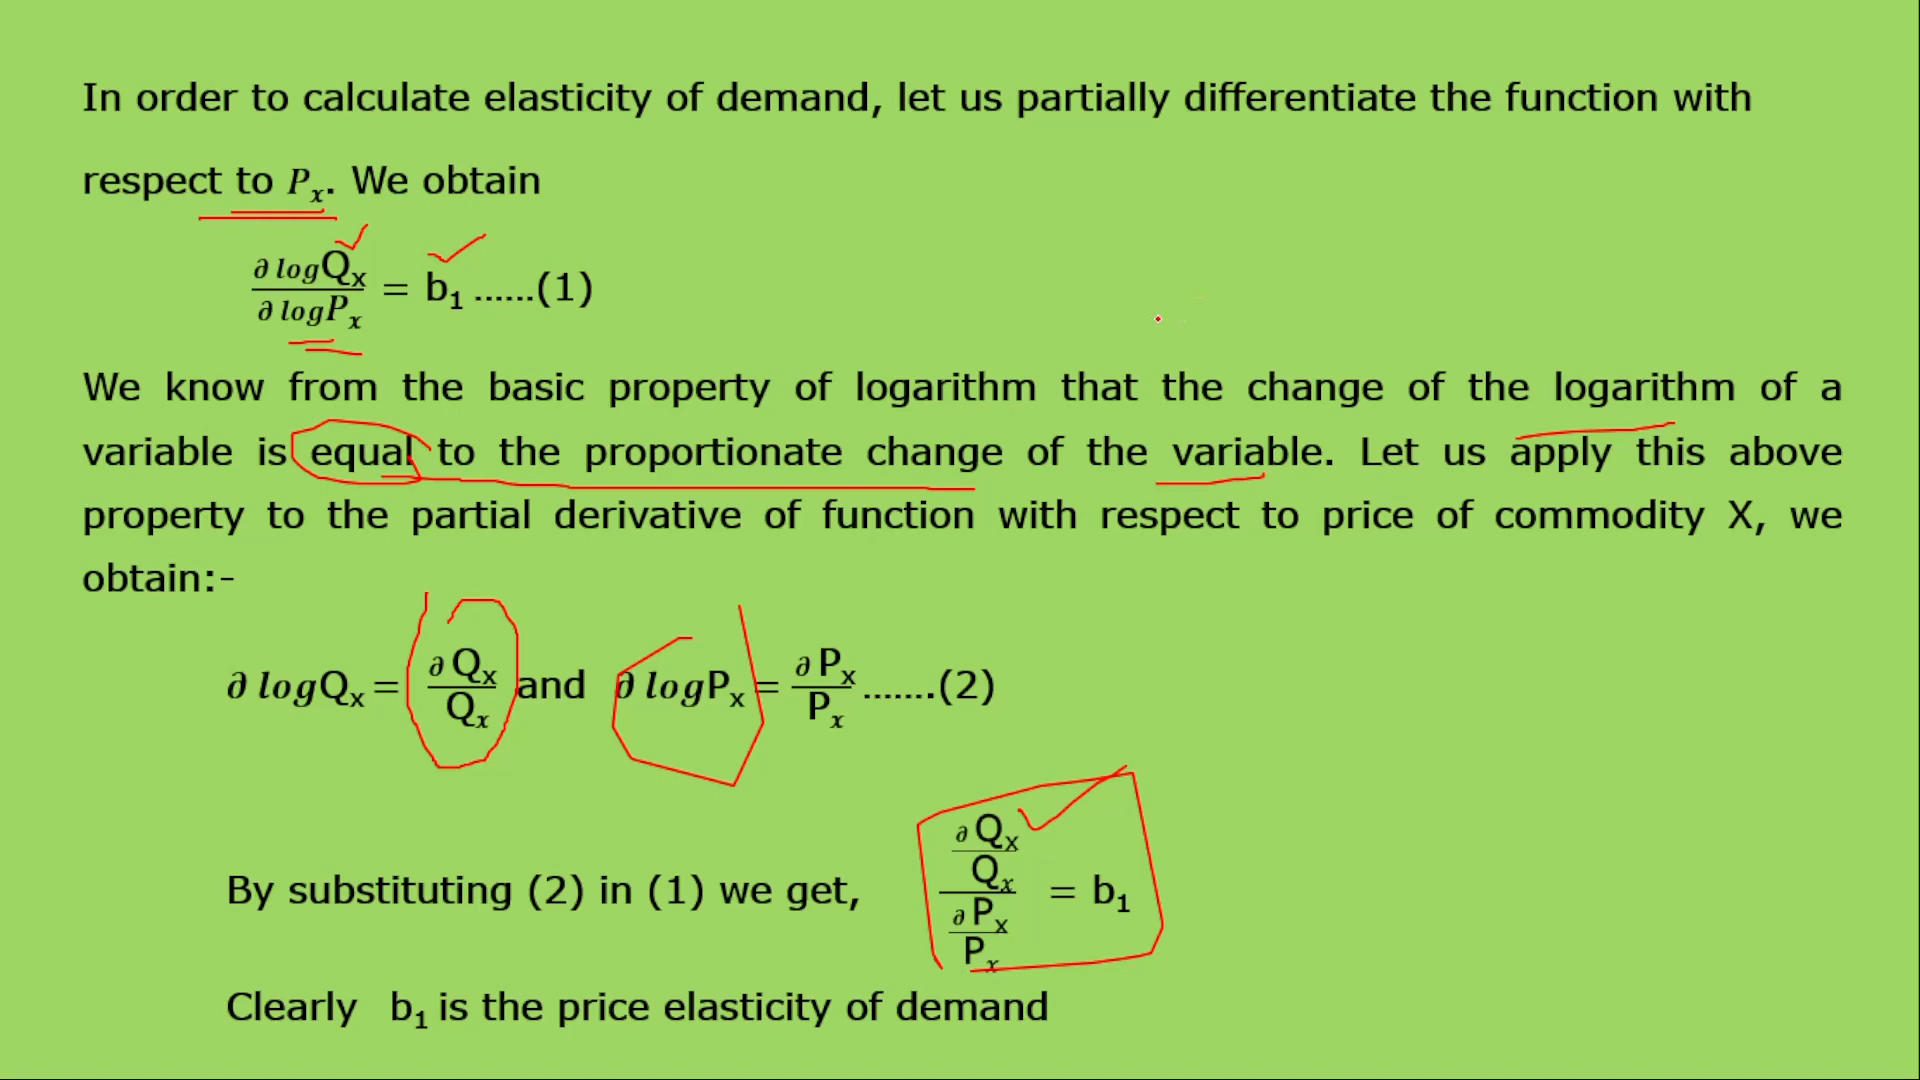 In order to calculate elasticity of demand, let us partially differentiate the function with
respect to Pₓ. We obtain
∂ logQₓ / ∂ logPₓ = b₁ ......(1)
We know from the basic property of logarithm that the change of the logarithm of a
variable is equal to the proportionate change of the variable. Let us apply this above
property to the partial derivative of function with respect to price of commodity X, we
obtain:-
∂ logQₓ = ∂ Qₓ / Qₓ and ∂ logPₓ = ∂ Pₓ / Pₓ .......(2)
By substituting (2) in (1) we get, (∂ Qₓ / Qₓ) / (∂ Pₓ / Pₓ) = b₁
Clearly b₁ is the price elasticity of demand